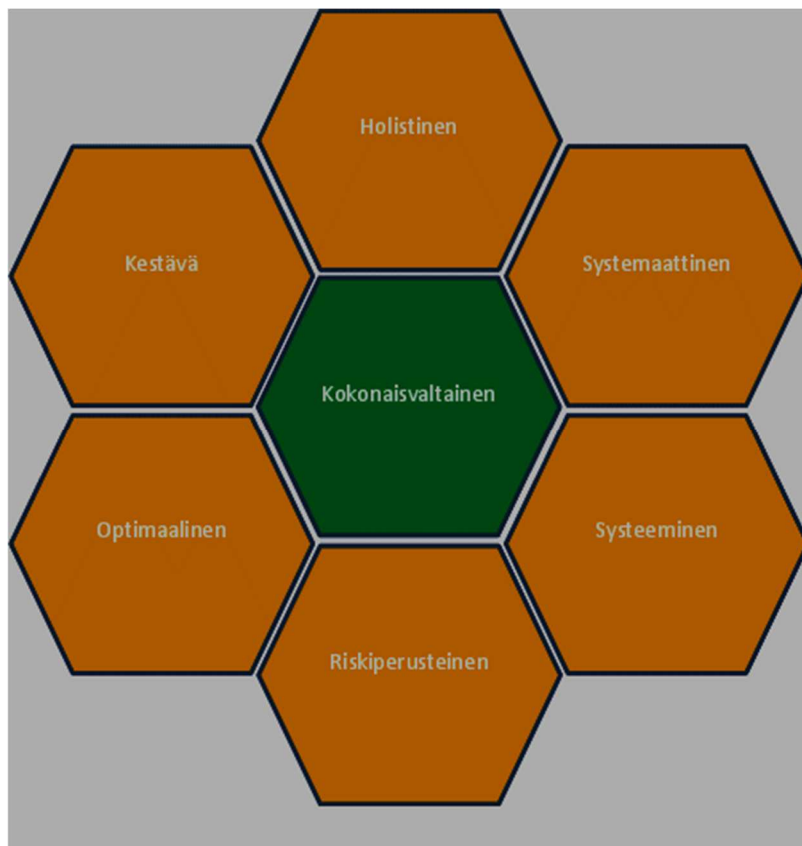 Holistinen
Kestävä
Systemaattinen
Kokonaisvaltainen
Optimaalinen
Systeeminen
Riskiperusteinen